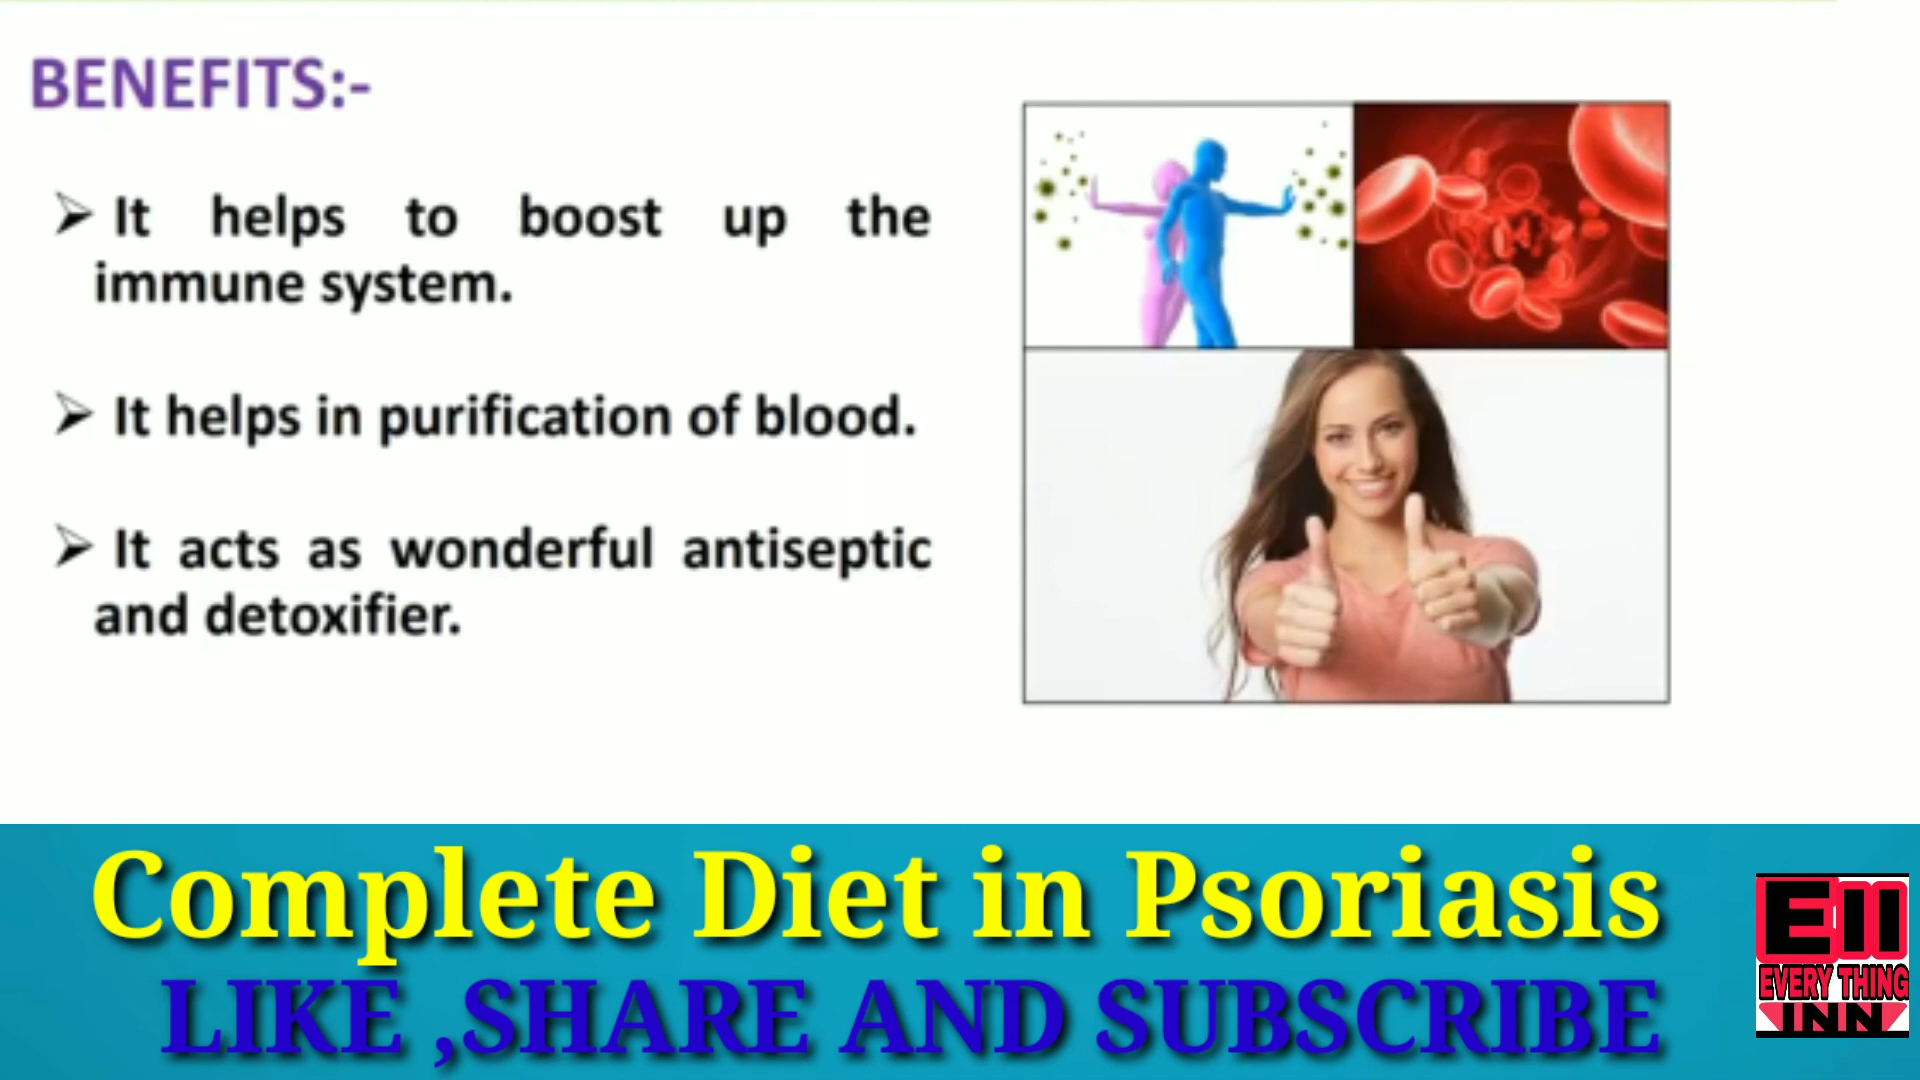 BENEFITS:-
➢ It helps to boost up the
immune system.
➢ It helps in purification of blood.
➢ It acts as wonderful antiseptic
and detoxifier.
Complete Diet in Psoriasis
LIKE ,SHARE AND SUBSCRIBE
EII
EVERY THING
INN